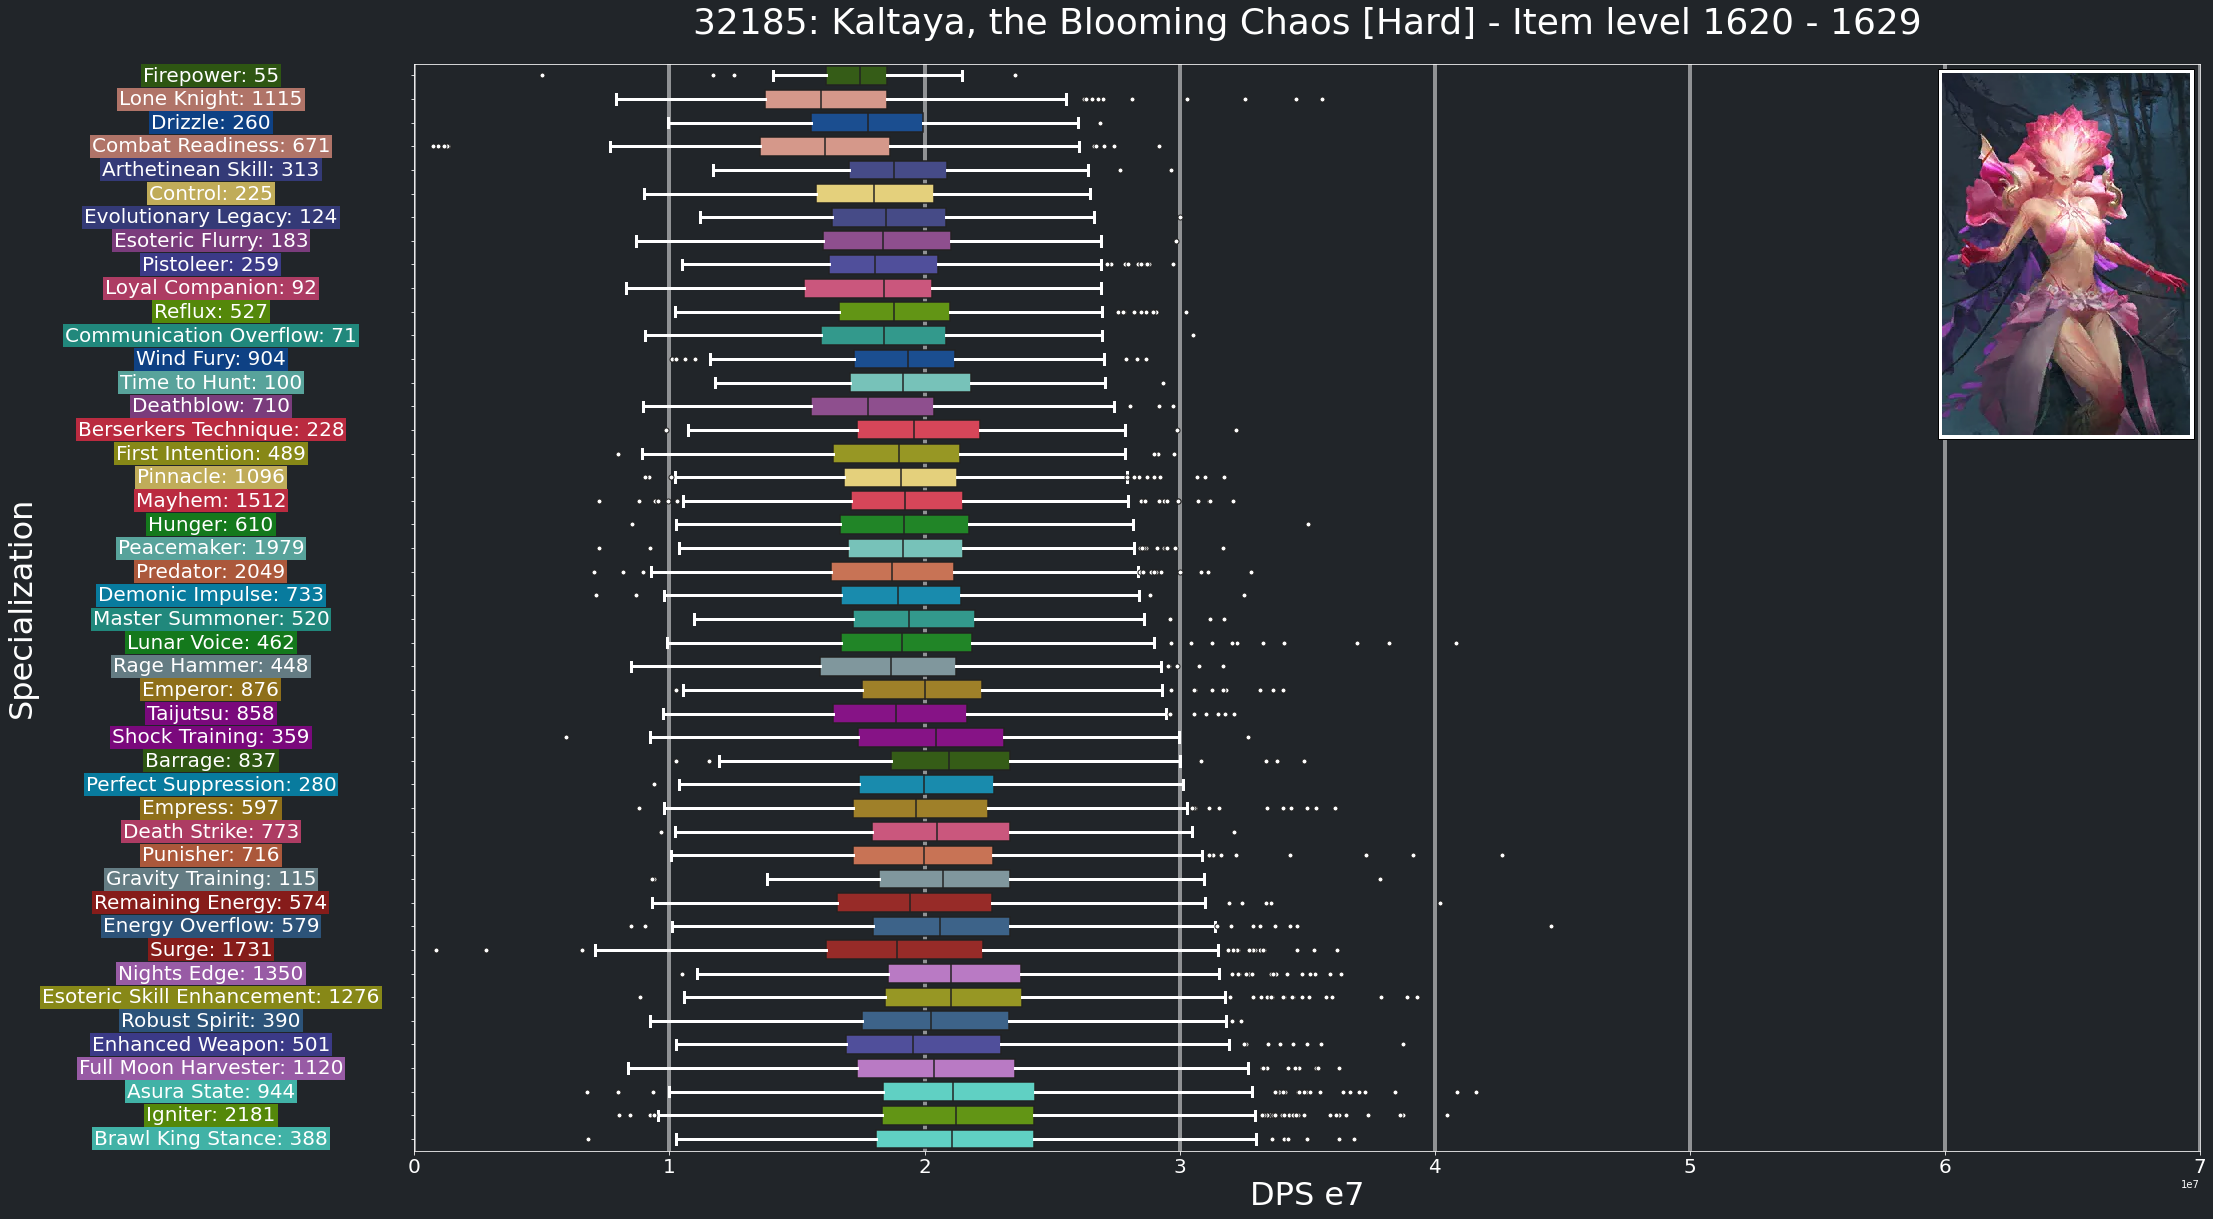 32185: Kaltaya, the Blooming Chaos [Hard] - Item level 1620 - 1629
Specialization
Firepower: 55
Lone Knight: 1115
Drizzle: 260
Combat Readiness: 671
Arthetinean Skill: 313
Control: 225
Evolutionary Legacy: 124
Esoteric Flurry: 183
Pistoleer: 259
Loyal Companion: 92
Reflux: 527
Communication Overflow: 71
Wind Fury: 904
Time to Hunt: 100
Deathblow: 710
Berserkers Technique: 228
First Intention: 489
Pinnacle: 1096
Mayhem: 1512
Hunger: 610
Peacemaker: 1979
Predator: 2049
Demonic Impulse: 733
Master Summoner: 520
Lunar Voice: 462
Rage Hammer: 448
Emperor: 876
Taijutsu: 858
Shock Training: 359
Barrage: 837
Perfect Suppression: 280
Empress: 597
Death Strike: 773
Punisher: 716
Gravity Training: 115
Remaining Energy: 574
Energy Overflow: 579
Surge: 1731
Nights Edge: 1350
Esoteric Skill Enhancement: 1276
Robust Spirit: 390
Enhanced Weapon: 501
Full Moon Harvester: 1120
Asura State: 944
Igniter: 2181
Brawl King Stance: 388
0 1 2 3 4 5 6 7
1e7
DPS e7